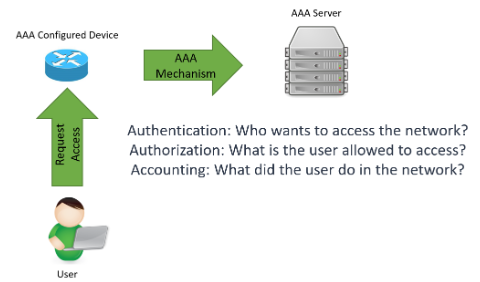 AAA Server
AAA Configured Device
AAA
Mechanism
Request
Access
Authentication: Who wants to access the network?
Authorization: What is the user allowed to access?
Accounting: What did the user do in the network?
User